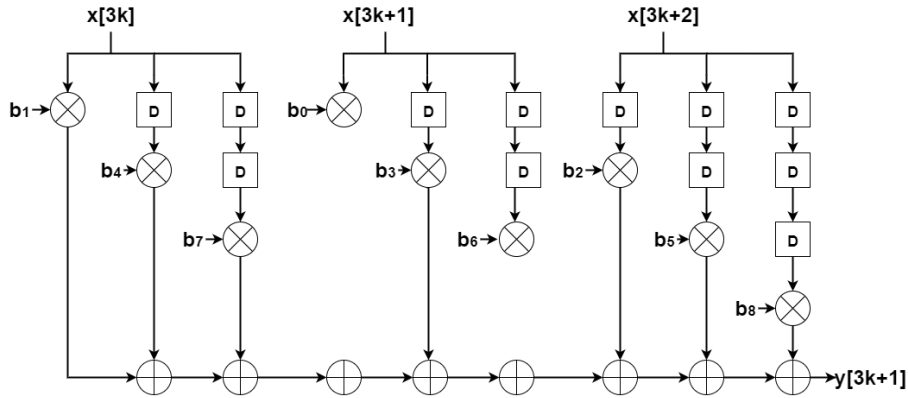 x[3k] x[3k+1] x[3k+2]
b1 D D b0 D D D D D
b4 D b3 D b2 D D
b7 b6 b5 D
b8
y[3k+1]